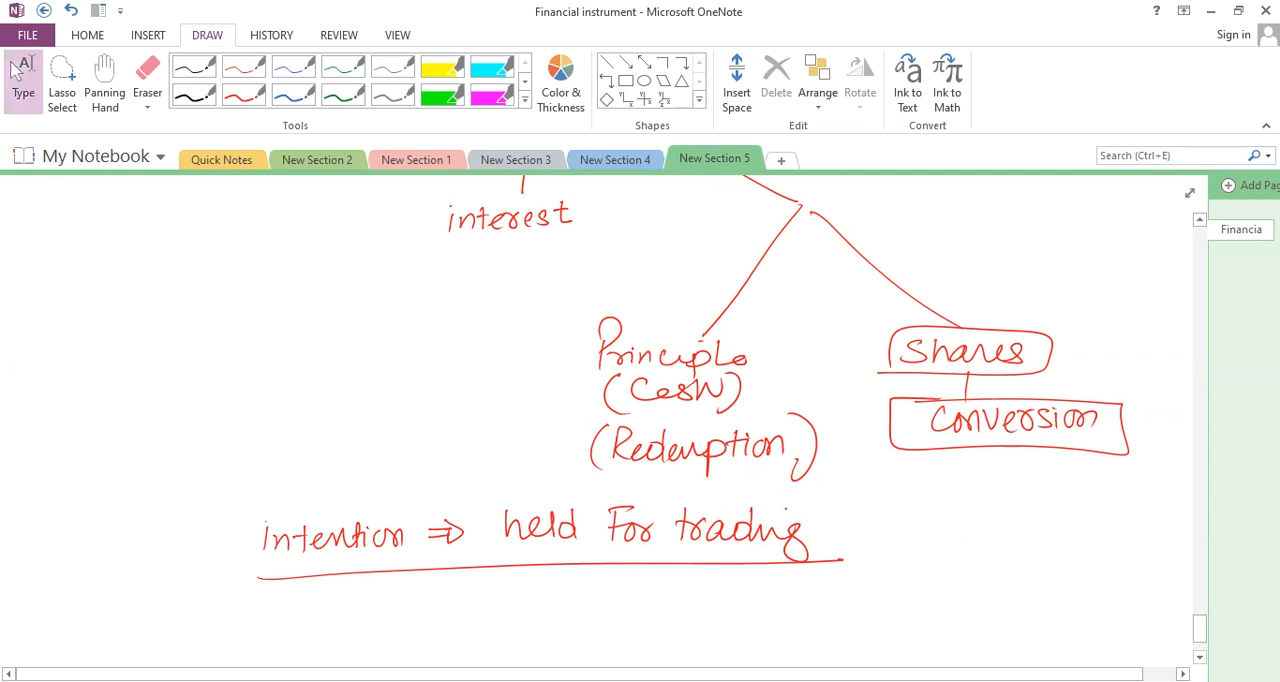 Financial instrument - Microsoft OneNote
?
Sign in
FILE HOME INSERT DRAW HISTORY REVIEW VIEW
Type
Lasso Select
Panning Hand
Eraser
Color & Thickness
Insert Space
Delete
Arrange
Rotate
Ink to Text
Ink to Math
Tools
Shapes
Edit
Convert
My Notebook
Quick Notes
New Section 2
New Section 1
New Section 3
New Section 4
New Section 5
Search (Ctrl+E)
Add Pag
Financia
interest
Principle
(Cash)
(Redemption)
Shares
Conversion
intention ⇒ held For trading